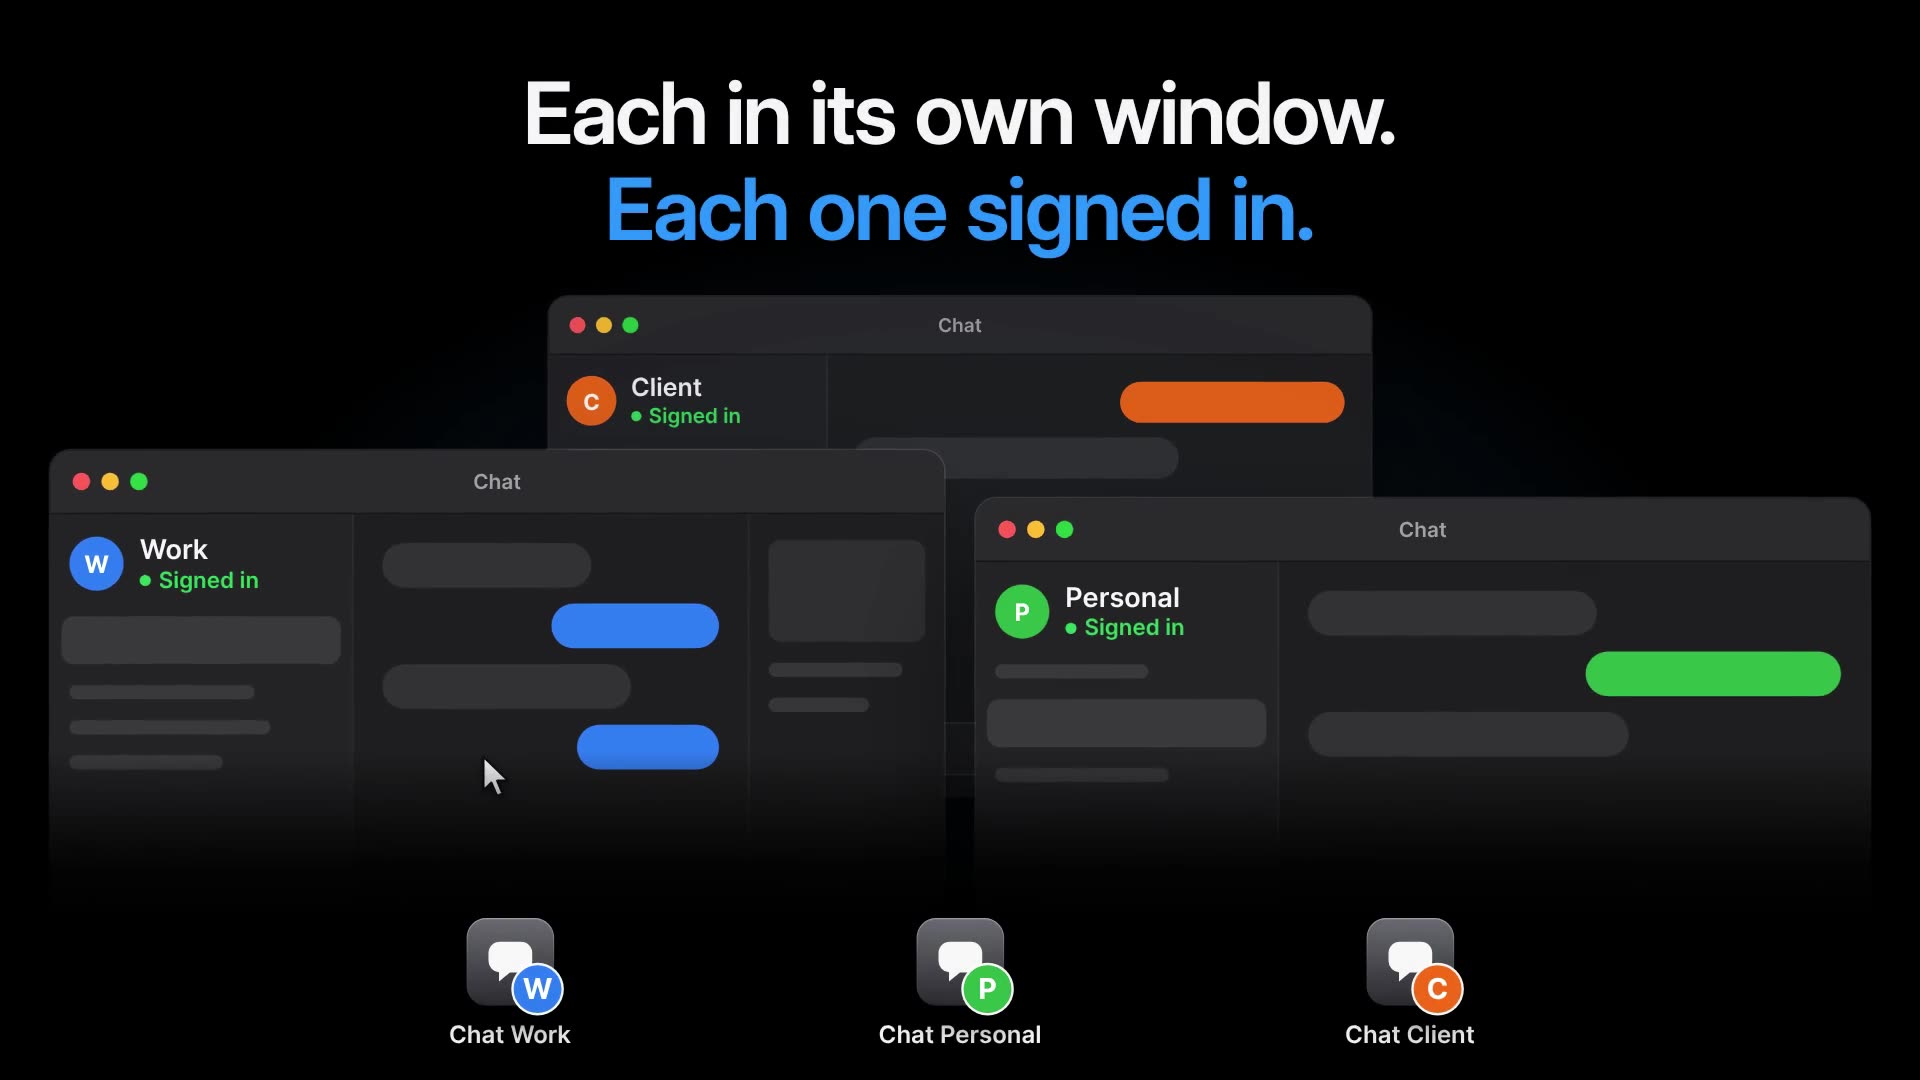 Each in its own window.
Each one signed in.
Chat
C
Client
Signed in
Chat
W
Work
Signed in
Chat
P
Personal
Signed in
W
Chat Work
P
Chat Personal
C
Chat Client